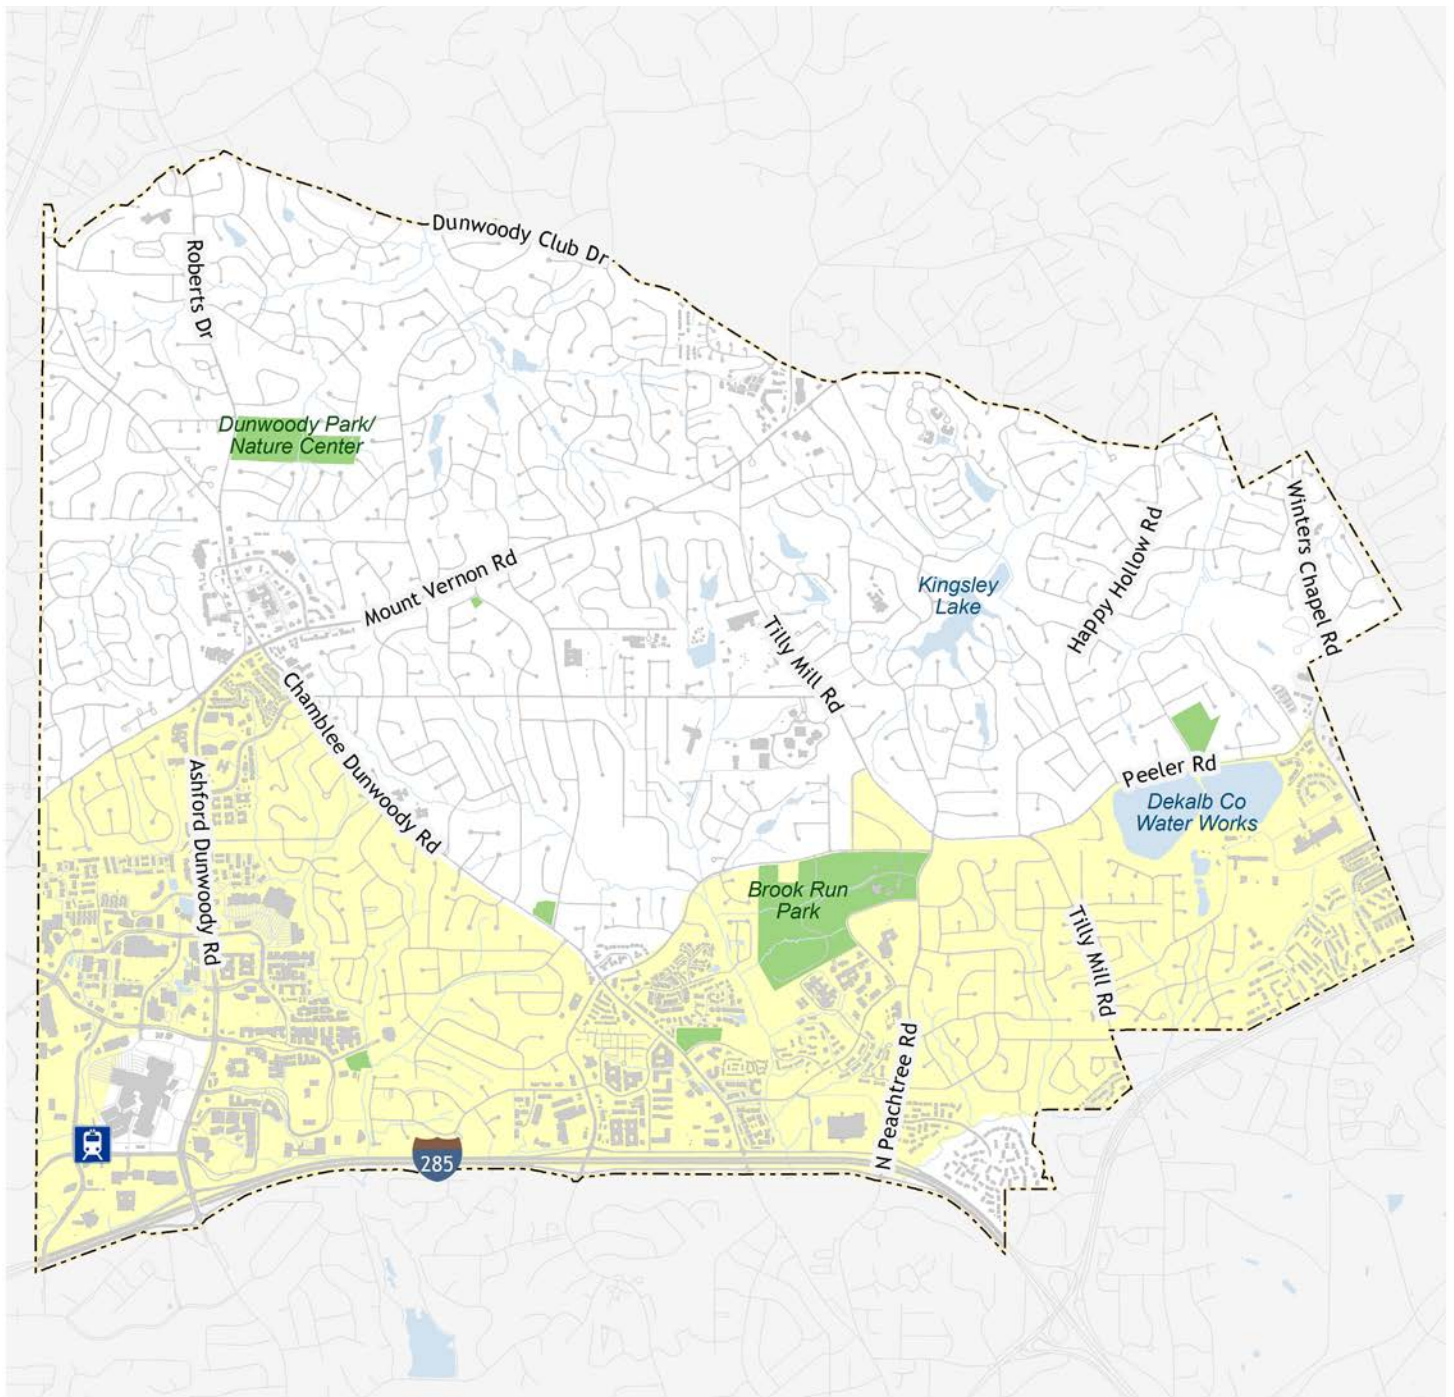 Dunwoody Club Dr
Roberts Dr
Dunwoody Park/
Nature Center
Winters Chapel Rd
Happy Hollow Rd
Mount Vernon Rd
Kingsley
Lake
Tilly Mill Rd
Chamblee Dunwoody Rd
Peeler Rd
Ashford Dunwoody Rd
Dekalb Co
Water Works
Brook Run
Park
Tilly Mill Rd
N Peachtree Rd
285